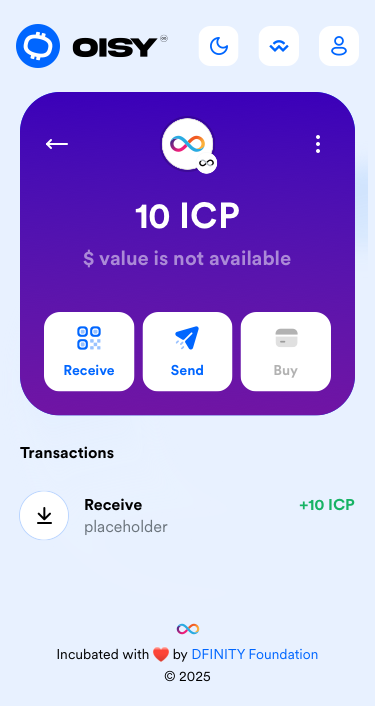 OISY
10 ICP
$ value is not available
Receive
Send
Buy
Transactions
Receive
+10 ICP
placeholder
Incubated with ❤️ by DFINITY Foundation
© 2025